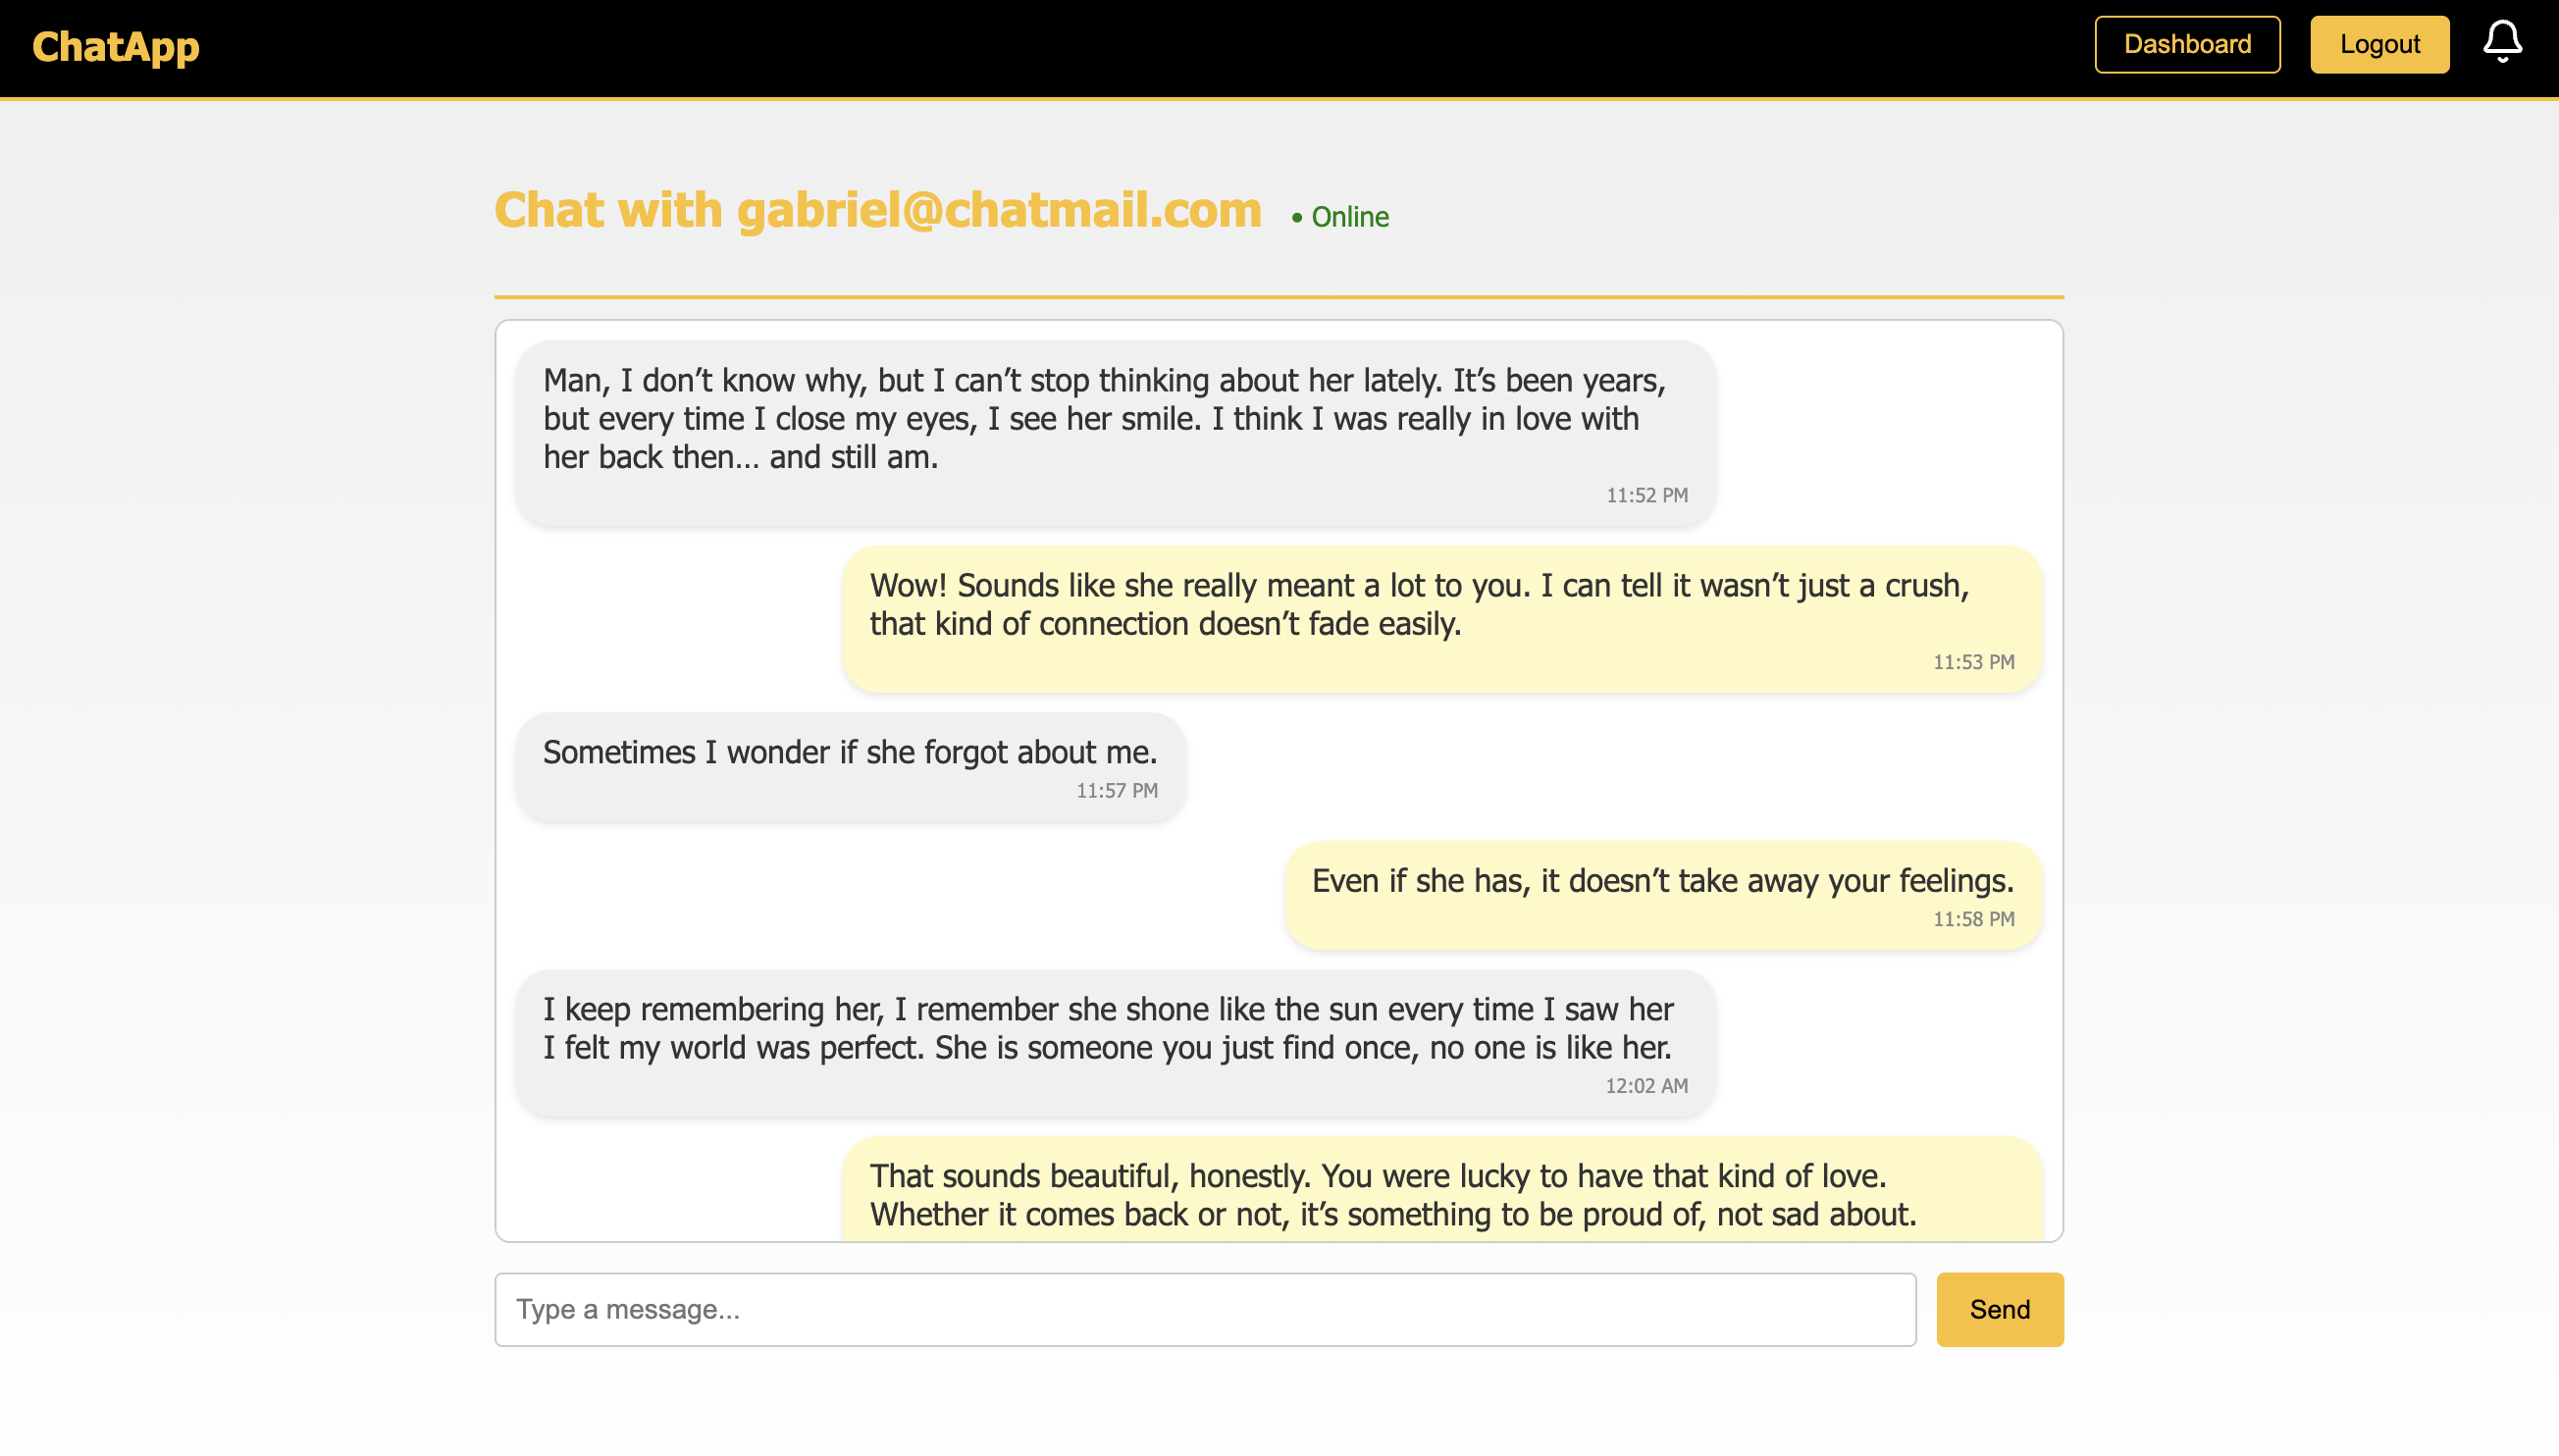 ChatApp
Dashboard
Logout
Chat with gabriel@chatmail.com
• Online
Man, I don’t know why, but I can’t stop thinking about her lately. It’s been years,
but every time I close my eyes, I see her smile. I think I was really in love with
her back then... and still am.
11:52 PM
Wow! Sounds like she really meant a lot to you. I can tell it wasn’t just a crush,
that kind of connection doesn’t fade easily.
11:53 PM
Sometimes I wonder if she forgot about me.
11:57 PM
Even if she has, it doesn’t take away your feelings.
11:58 PM
I keep remembering her, I remember she shone like the sun every time I saw her
I felt my world was perfect. She is someone you just find once, no one is like her.
12:02 AM
That sounds beautiful, honestly. You were lucky to have that kind of love.
Whether it comes back or not, it’s something to be proud of, not sad about.
Type a message...
Send